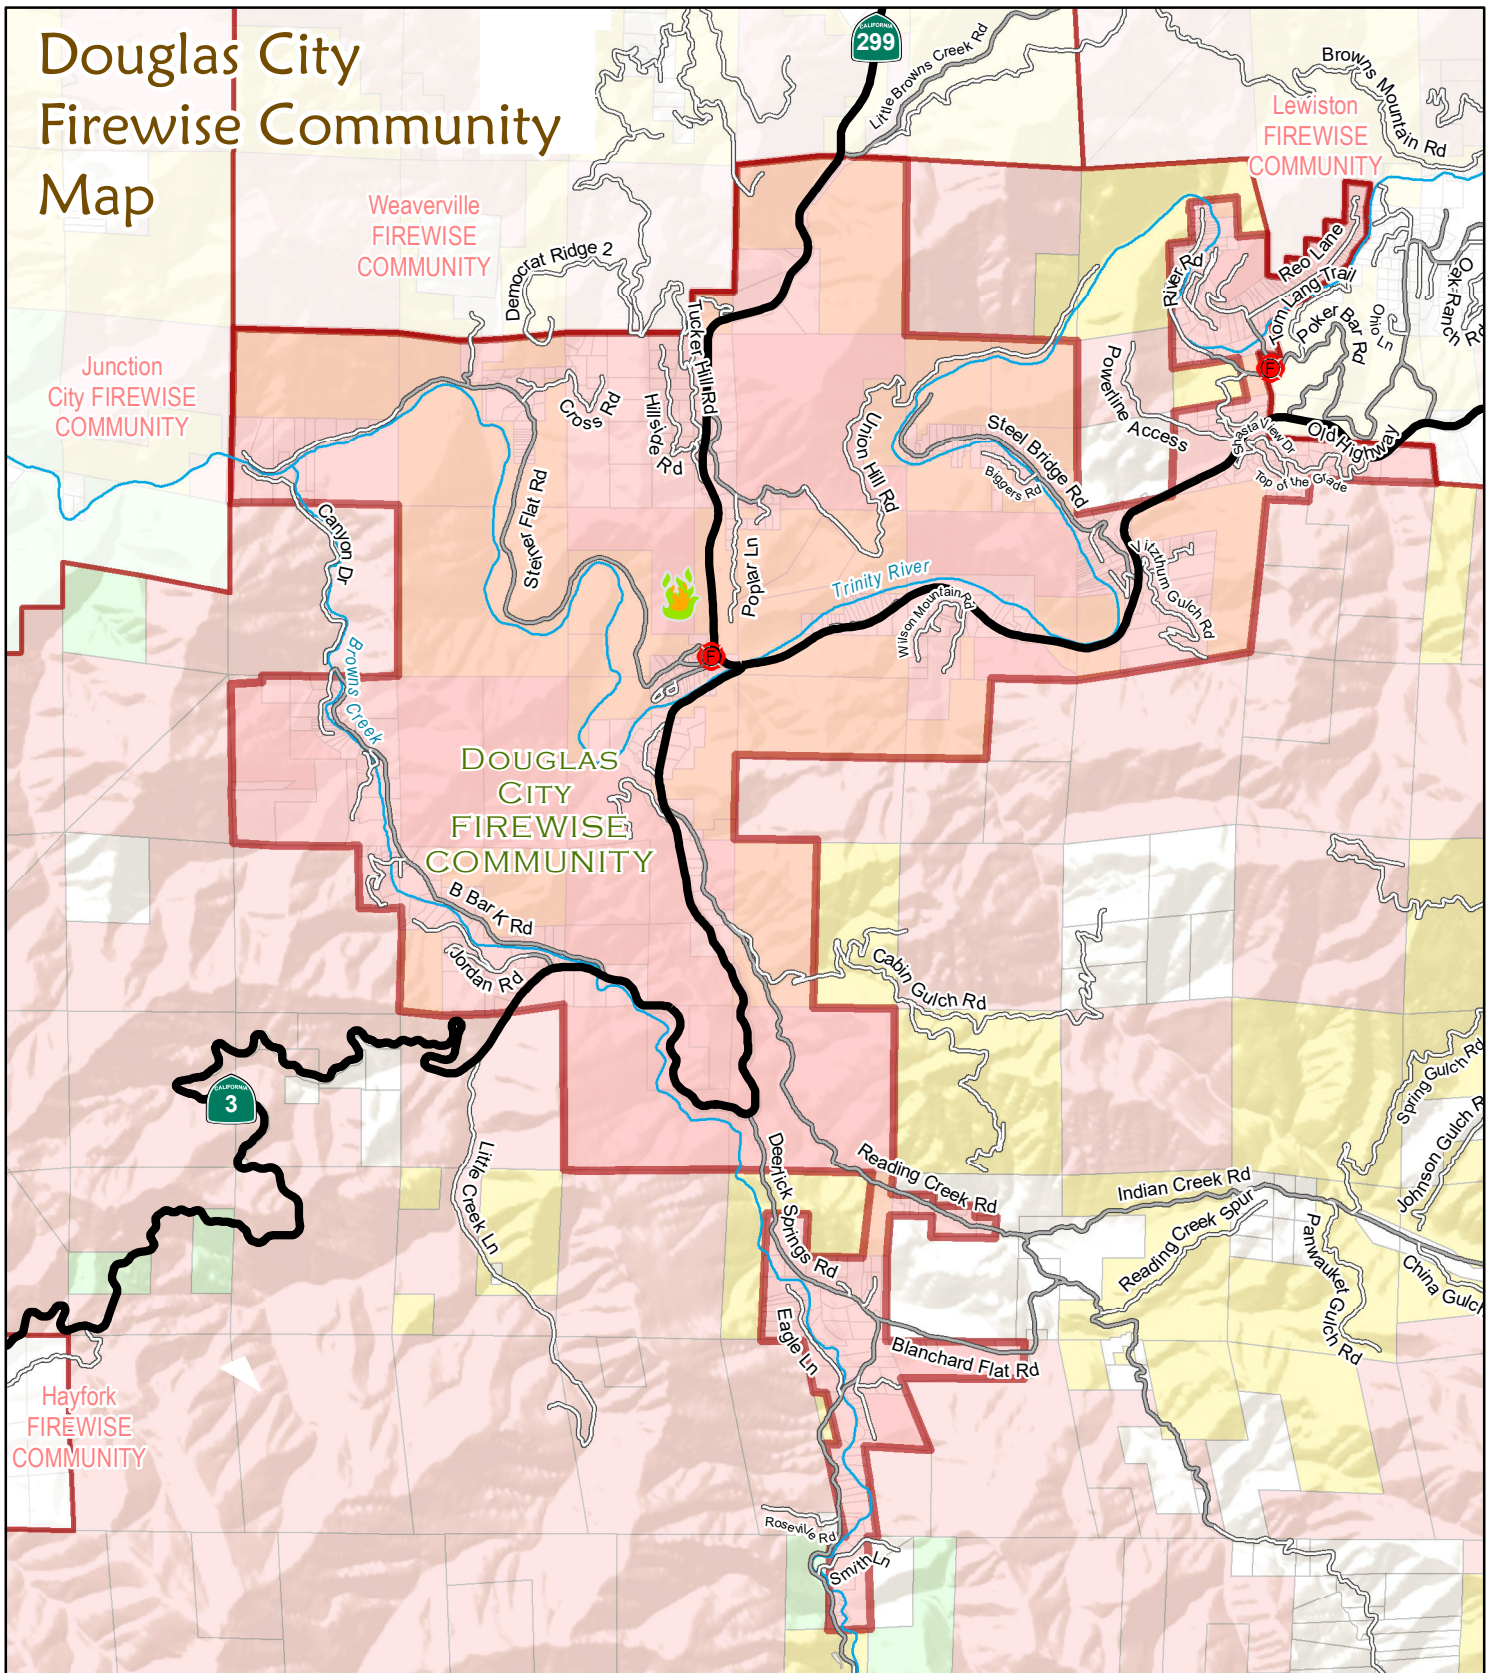 Douglas City
Firewise Community
Map
CALIFORNIA
299
Little Browns Creek Rd
Browns Mountain Rd
Lewiston
FIREWISE
COMMUNITY
Weaverville
FIREWISE
COMMUNITY
Democrat Ridge 2
Tucker Hill Rd
River Rd
Reo Lane
Tom Lang Trail
Poker Bar Rd
Ohio Ln
Oak Ranch Rd
Junction
City FIREWISE
COMMUNITY
Cross Rd
Hillside Rd
Union Hill Rd
Powerline Access
Steel Bridge Rd
Biggers Rd
Shasta View Dr
Old Highway
Top of the Grade
F
Canyon Dr
Steiner Flat Rd
Poplar Ln
Trinity River
Wilson Mountain Rd
Vitzthum Gulch Rd
F
Browns Creek
Douglas
City
FIREWISE
COMMUNITY
B Bar K Rd
Jordan Rd
Cabin Gulch Rd
CALIFORNIA
3
Little Creek Ln
Deerlick Springs Rd
Reading Creek Rd
Indian Creek Rd
Reading Creek Spur
Spring Gulch Rd
Johnson Gulch R
Panwauket Gulch Rd
China Gulch
Eagle Ln
Blanchard Flat Rd
Hayfork
FIREWISE
COMMUNITY
Roseville Rd
Smith Ln